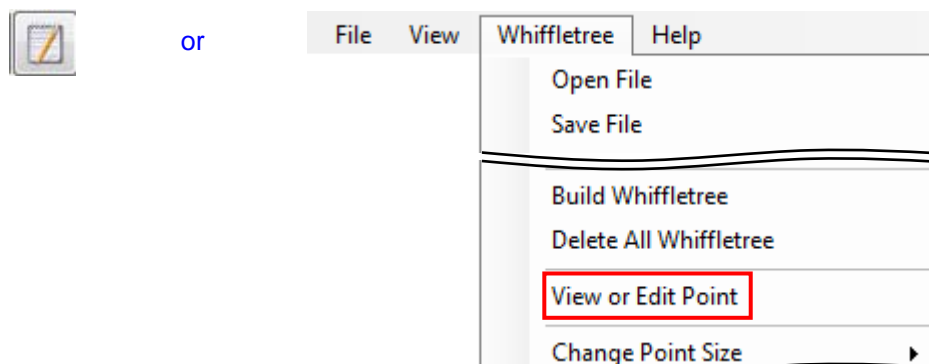 or
File View Whiffletree Help
Open File
Save File
Build Whiffletree
Delete All Whiffletree
View or Edit Point
Change Point Size